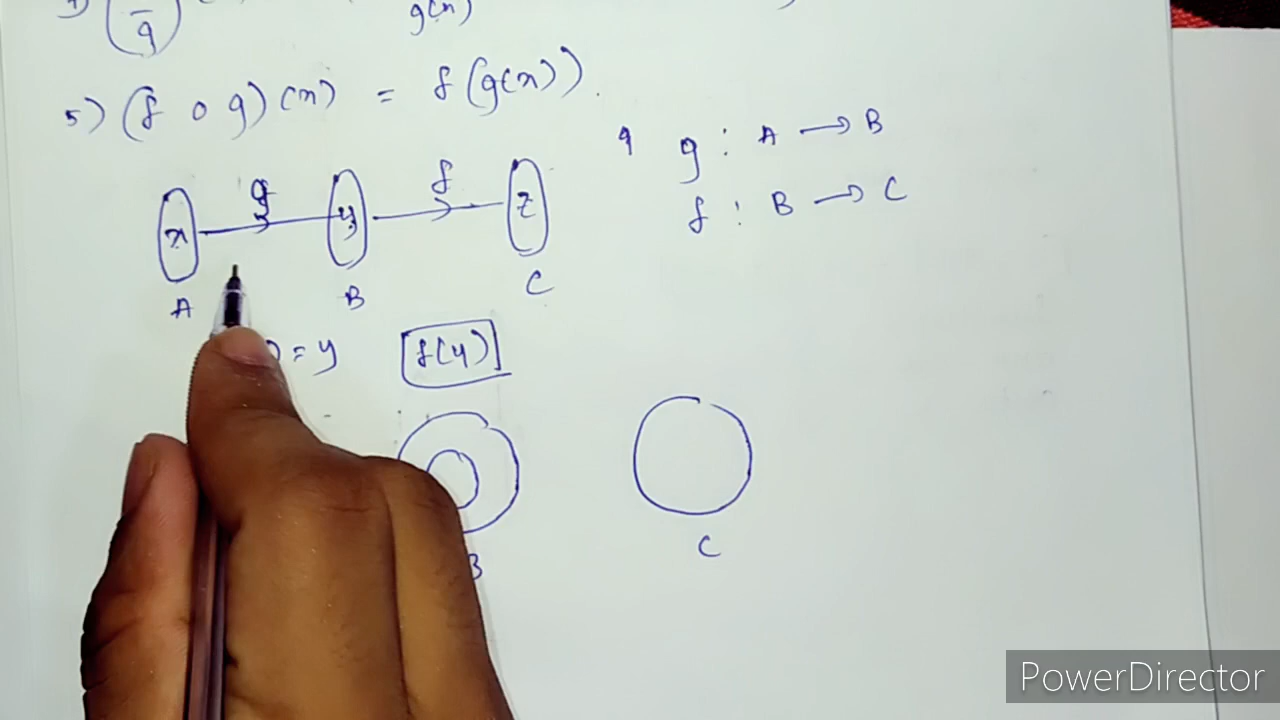 g(x)
5) (f o g) (x) = f(g(x)).
g : A → B
f : B → C
g f
x y z
A B C
= y [f(y)]
B C
PowerDirector